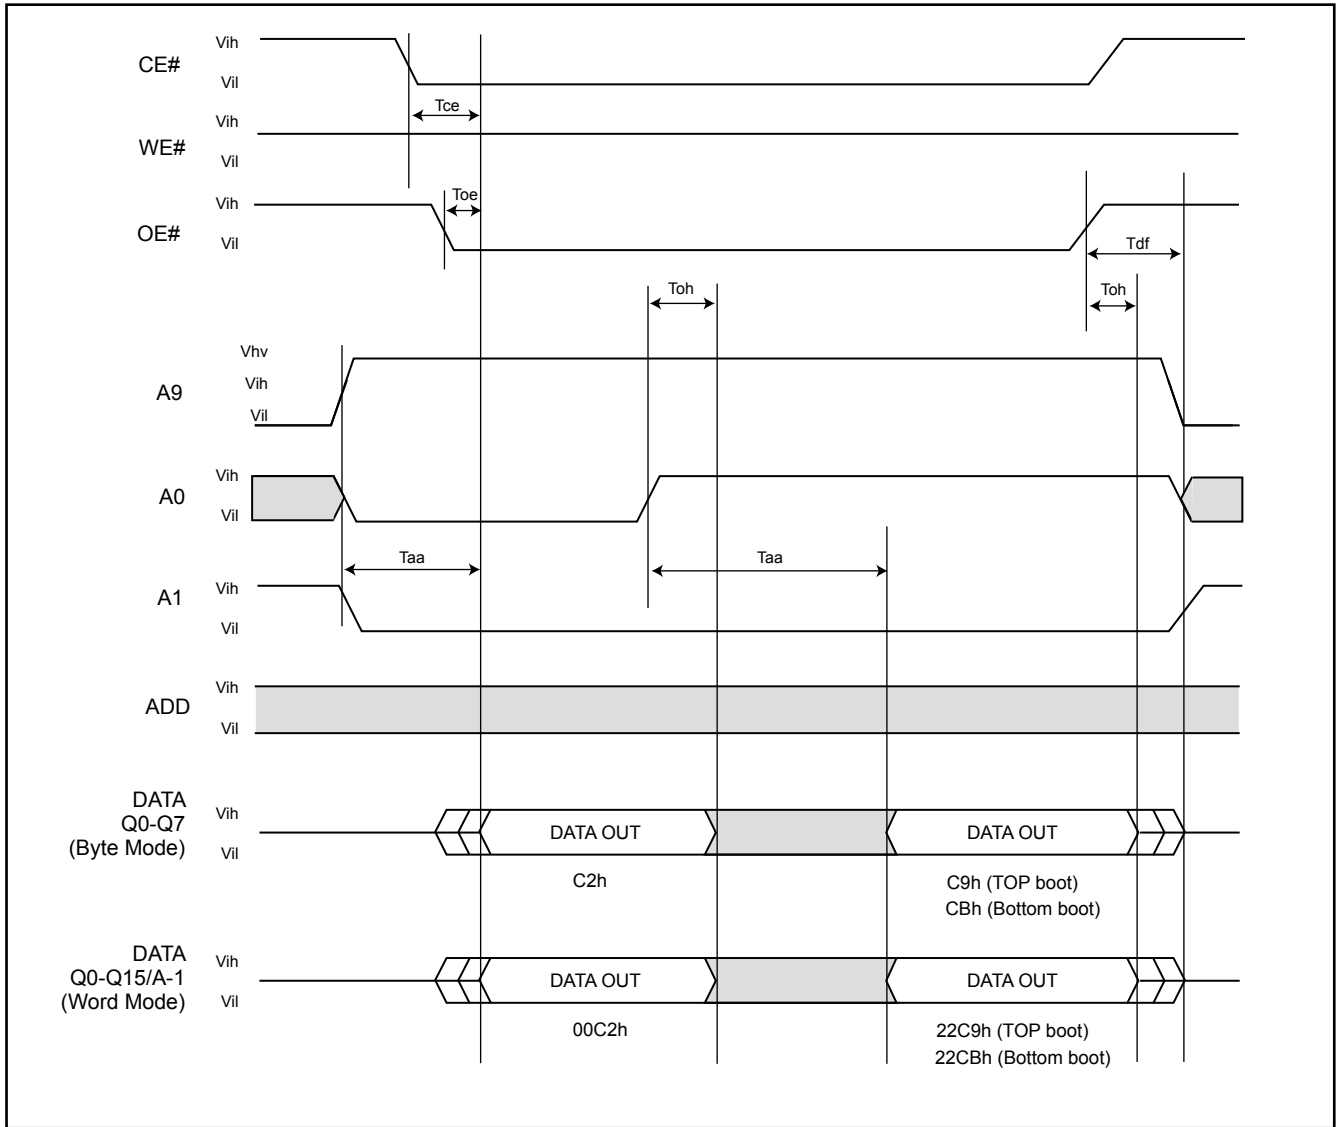 CE#
Vih
Vil
Tce
WE#
Vih
Vil
OE#
Vih
Vil
Toe
Tdf
Toh
Toh
A9
Vhv
Vih
Vil
A0
Vih
Vil
Taa
Taa
A1
Vih
Vil
ADD
Vih
Vil
DATA
Q0-Q7
(Byte Mode)
Vih
Vil
DATA OUT
DATA OUT
C2h
C9h (TOP boot)
CBh (Bottom boot)
DATA
Q0-Q15/A-1
(Word Mode)
Vih
Vil
DATA OUT
DATA OUT
00C2h
22C9h (TOP boot)
22CBh (Bottom boot)